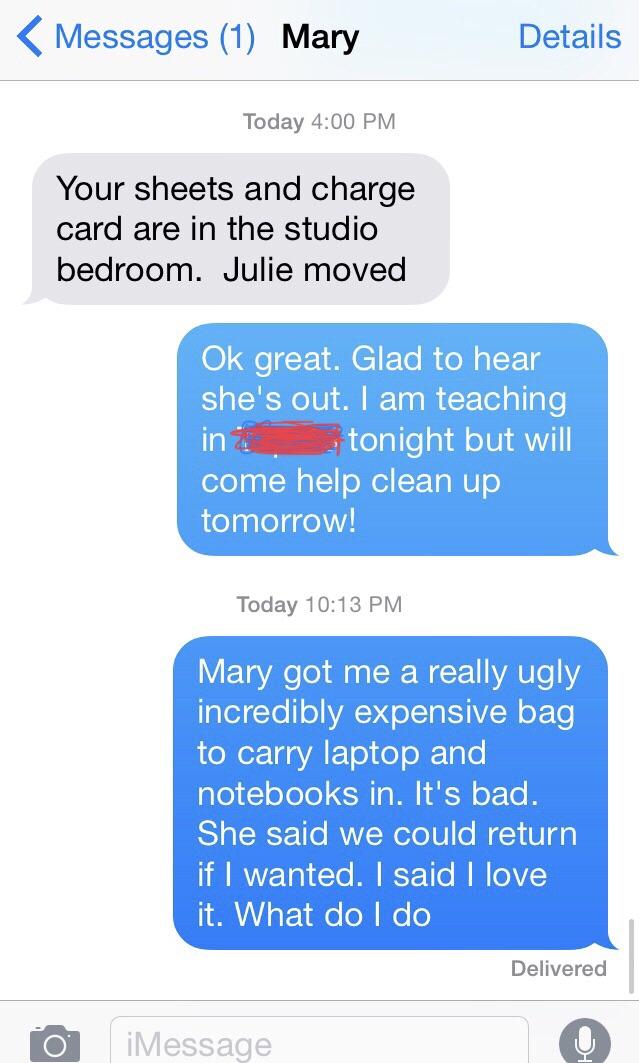 Messages (1) Mary Details
Today 4:00 PM
Your sheets and charge
card are in the studio
bedroom.  Julie moved
Ok great. Glad to hear
she's out. I am teaching
in tonight but will
come help clean up
tomorrow!
Today 10:13 PM
Mary got me a really ugly
incredibly expensive bag
to carry laptop and
notebooks in. It's bad.
She said we could return
if I wanted. I said I love
it. What do I do
Delivered
iMessage